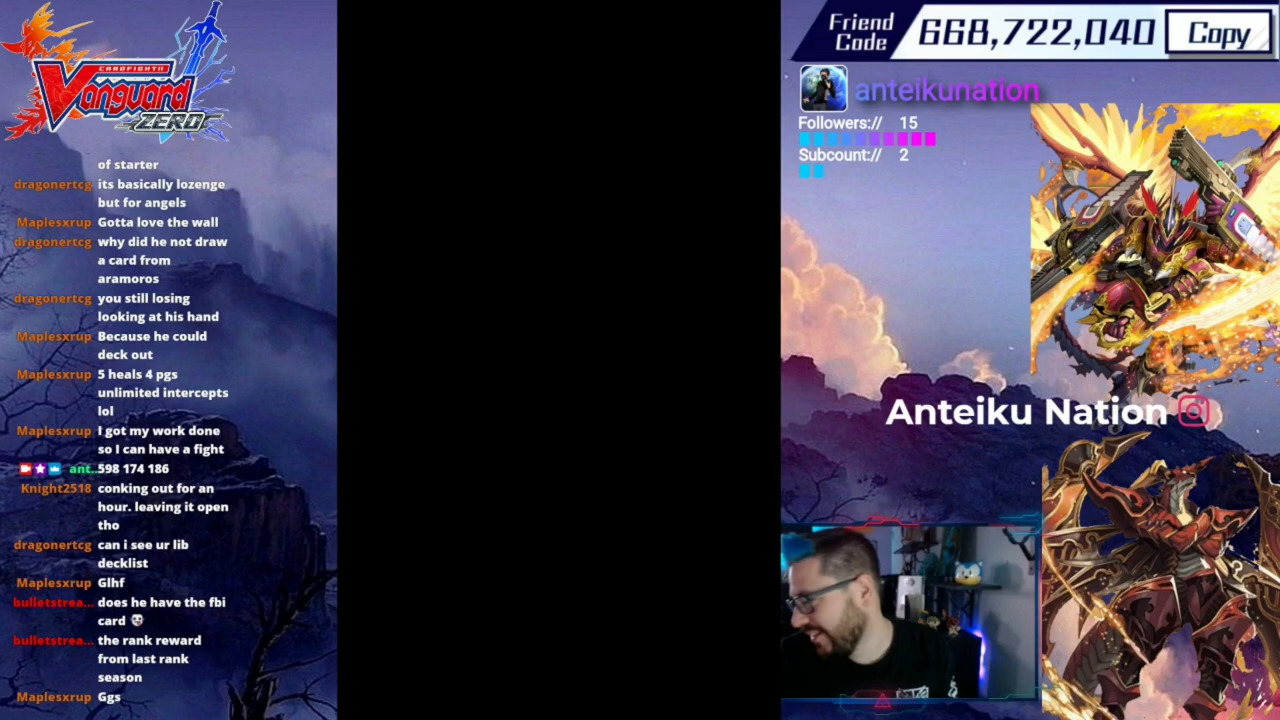 CARDFIGHT!!
Vanguard
ZERO
of starter
dragonertcg its basically lozenge
but for angels
Maplesxrup Gotta love the wall
dragonertcg why did he not draw
a card from
aramoros
dragonertcg you still losing
looking at his hand
Maplesxrup Because he could
deck out
Maplesxrup 5 heals 4 pgs
unlimited intercepts
lol
Maplesxrup I got my work done
so I can have a fight
ant... 598 174 186
Knight2518 conking out for an
hour. leaving it open
tho
dragonertcg can i see ur lib
decklist
Maplesxrup Glhf
bulletstrea... does he have the fbi
card 🤡
bulletstrea... the rank reward
from last rank
season
Maplesxrup Ggs
Friend
Code
668,722,040
Copy
anteikunation
Followers:// 15
Subcount:// 2
Anteiku Nation